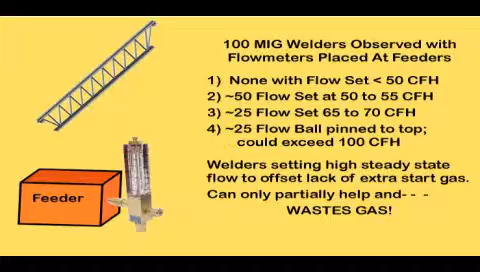 100 MIG Welders Observed with
Flowmeters Placed At Feeders
1) None with Flow Set < 50 CFH
2) ~50 Flow Set at 50 to 55 CFH
3) ~25 Flow Set 65 to 70 CFH
4) ~25 Flow Ball pinned to top;
could exceed 100 CFH
Welders setting high steady state
flow to offset lack of extra start gas.
Can only partially help and- - -
WASTES GAS!
Feeder